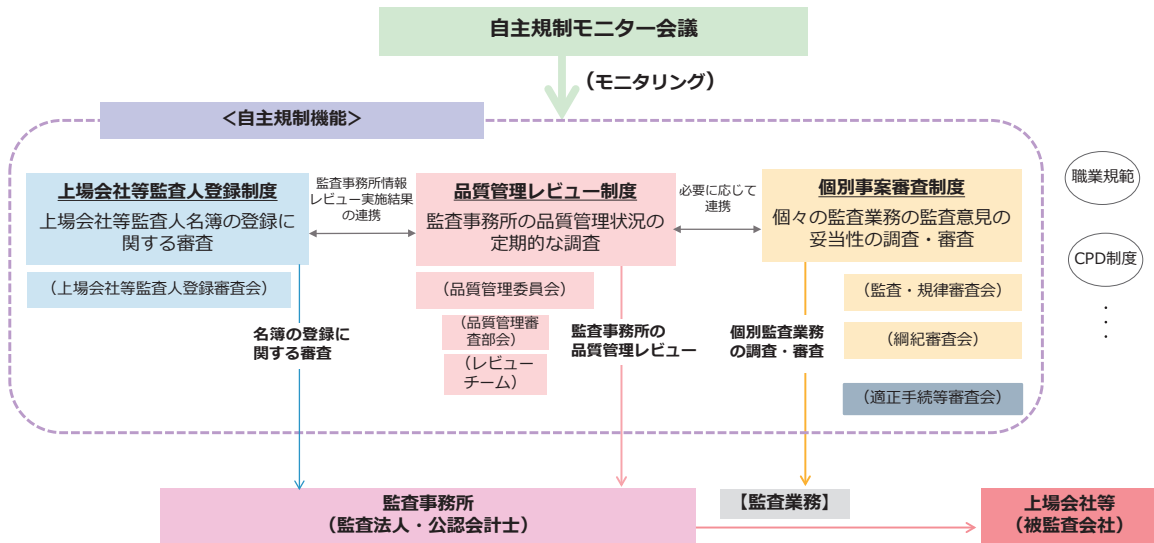 自主規制モニター会議
（モニタリング）
＜自主規制機能＞
上場会社等監査人登録制度
上場会社等監査人名簿の登録に
関する審査
（上場会社等監査人登録審査会）
監査事務所情報
レビュー実施結果
の連携
品質管理レビュー制度
監査事務所の品質管理状況の
定期的な調査
（品質管理委員会）
（品質管理審
査部会）
（レビュー
チーム）
必要に応じて
連携
個別事案審査制度
個々の監査業務の監査意見の
妥当性の調査・審査
（監査・規律審査会）
（綱紀審査会）
（適正手続等審査会）
職業規範
CPD制度
名簿の登録に
関する審査
監査事務所の
品質管理レビュー
個別監査業務
の調査・審査
監査事務所
（監査法人・公認会計士）
【監査業務】
上場会社等
（被監査会社）